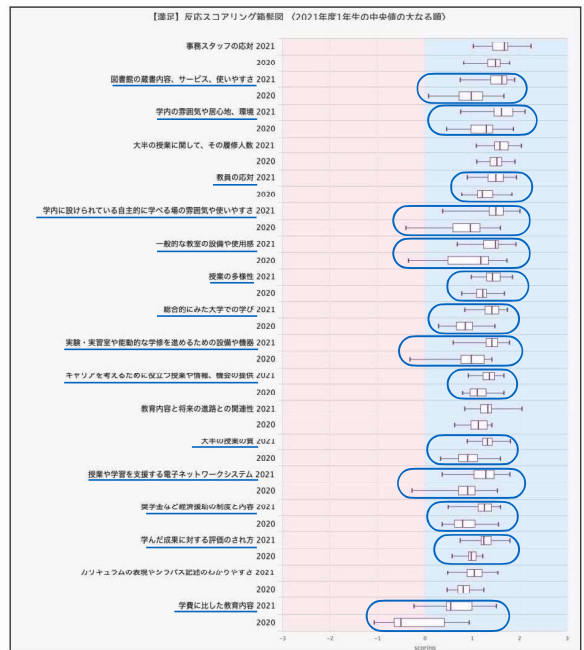 【満足】反応スコアリング箱髭図 〈2021年度1年生の中央値の大なる順〉
事務スタッフの応対 2021
2020
図書館の蔵書内容、サービス、使いやすさ 2021
2020
学内の雰囲気や居心地、環境 2021
2020
大半の授業に関して、その履修人数 2021
2020
教員の応対 2021
2020
学内に設けられている自主的に学べる場の雰囲気や使いやすさ 2021
2020
一般的な教室の設備や使用感 2021
2020
授業の多様性 2021
2020
総合的にみた大学での学び 2021
2020
実験・実習室や能動的な学修を進めるための設備や機器 2021
2020
キャリアを考えるために役立つ授業や情報、機会の提供 2021
2020
教育内容と将来の進路との関連性 2021
2020
大半の授業の質 2021
2020
授業や学習を支援する電子ネットワークシステム 2021
2020
奨学金など経済援助の制度と内容 2021
2020
学んだ成果に対する評価のされ方 2021
2020
カリキュラムの表現やシラバス記述のわかりやすさ 2021
2020
学費に比した教育内容 2021
2020
-3 -2 -1 0 1 2 3
scoring